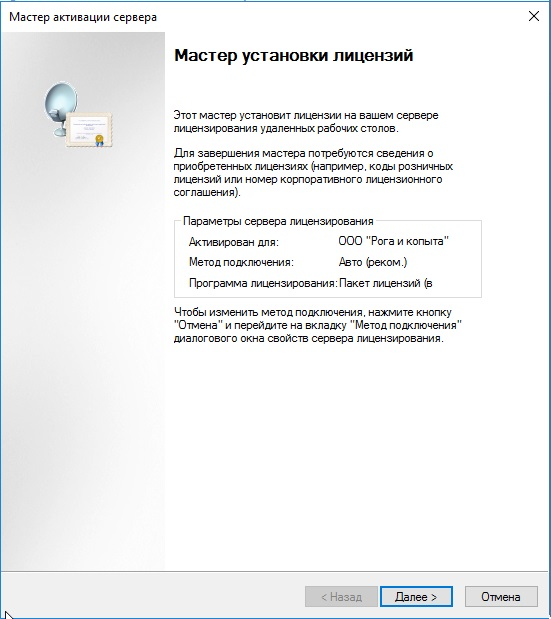 Мастер активации сервера
Мастер установки лицензий
Этот мастер установит лицензии на вашем сервере
лицензирования удаленных рабочих столов.
Для завершения мастера потребуются сведения о
приобретенных лицензиях (например, коды розничных
лицензий или номер корпоративного лицензионного
соглашения).
Параметры сервера лицензирования
Активирован для: ООО "Рога и копыта"
Метод подключения: Авто (реком.)
Программа лицензирования: Пакет лицензий (в
Чтобы изменить метод подключения, нажмите кнопку
"Отмена" и перейдите на вкладку "Метод подключения"
диалогового окна свойств сервера лицензирования.
< Назад Далее > Отмена